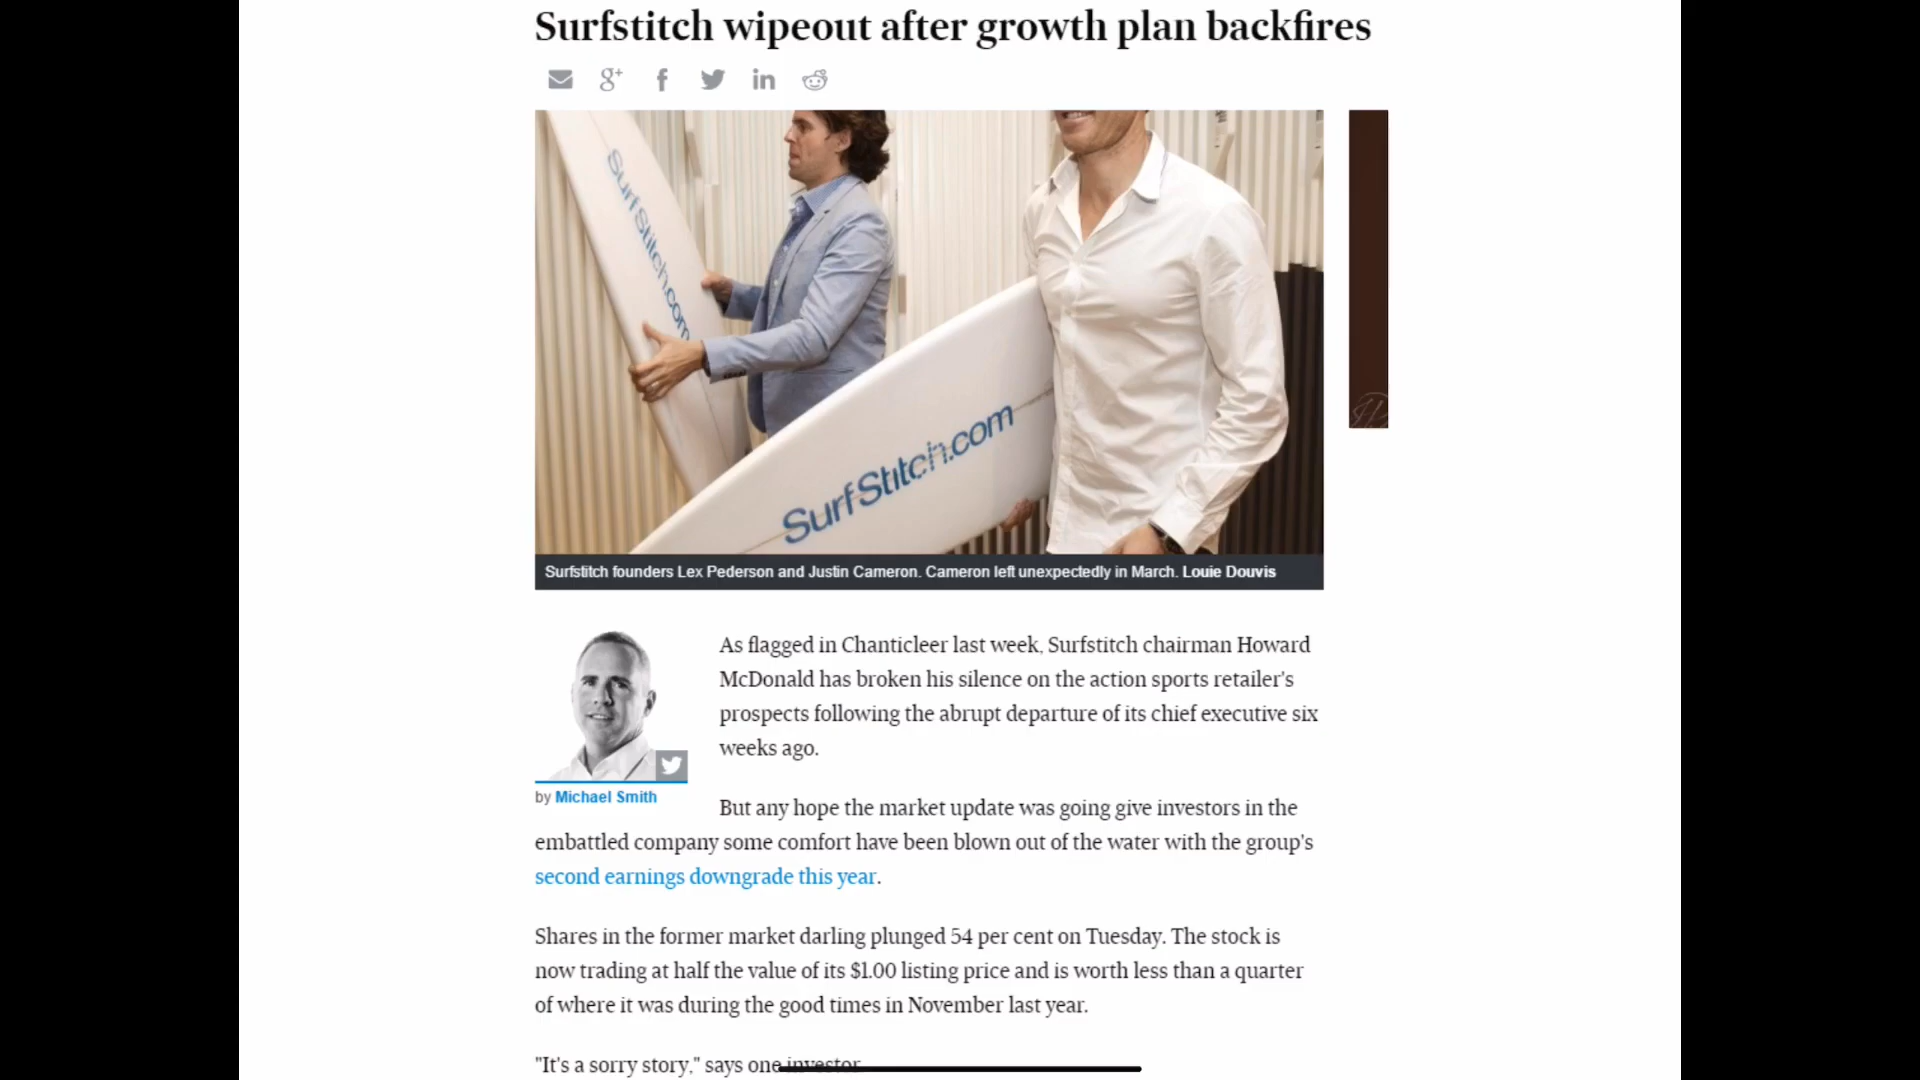 Surfstitch wipeout after growth plan backfires
SurfStitch.com
SurfStitch.com
Surfstitch founders Lex Pederson and Justin Cameron. Cameron left unexpectedly in March. Louie Douvis
As flagged in Chanticleer last week, Surfstitch chairman Howard
McDonald has broken his silence on the action sports retailer's
prospects following the abrupt departure of its chief executive six
weeks ago.
by Michael Smith
But any hope the market update was going give investors in the
embattled company some comfort have been blown out of the water with the group's
second earnings downgrade this year.
Shares in the former market darling plunged 54 per cent on Tuesday. The stock is
now trading at half the value of its $1.00 listing price and is worth less than a quarter
of where it was during the good times in November last year.
"It's a sorry story," says one investor.